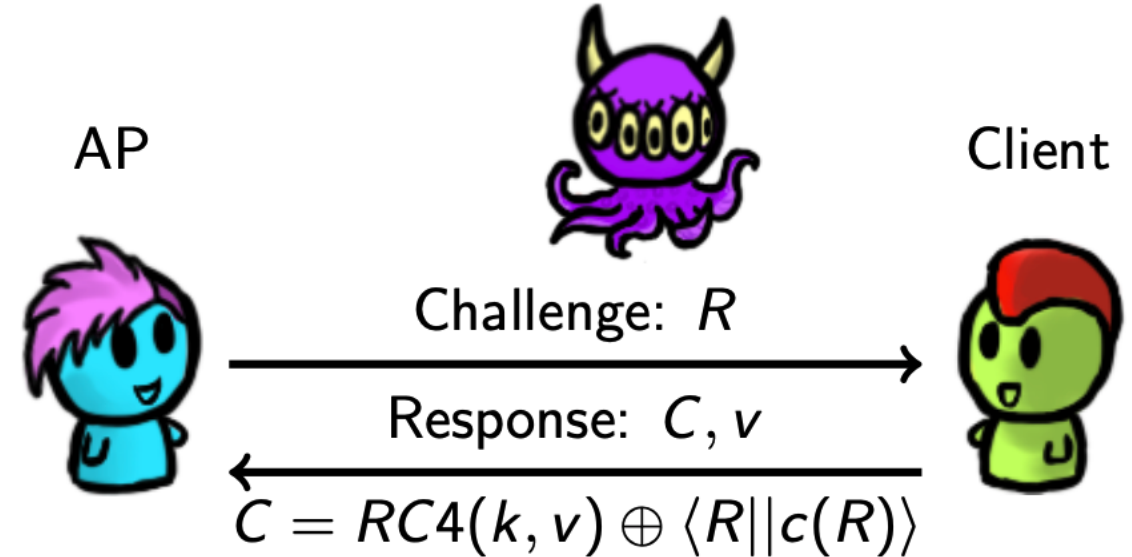 AP
Client
Challenge: R
Response: C, v
C = RC4(k, v) ⊕ ⟨R||c(R)⟩